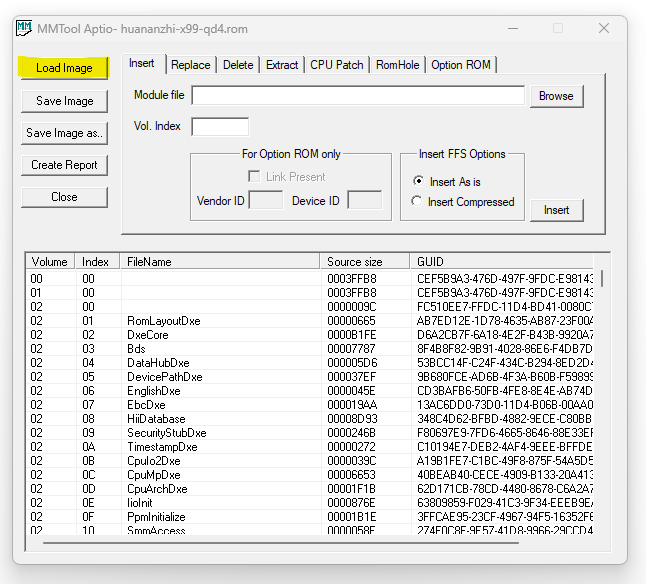 MMTool Aptio- huananzhi-x99-qd4.rom
Load Image
Save Image
Save Image as..
Create Report
Close
Insert Replace Delete Extract CPU Patch RomHole Option ROM
Module file Browse
Vol. Index
For Option ROM only
Link Present
Vendor ID Device ID
Insert FFS Options
Insert As is
Insert Compressed
Insert
Volume Index FileName Source size GUID
00 00 0003FFB8 CEF5B9A3-476D-497F-9FDC-E98143
01 00 0003FFB8 CEF5B9A3-476D-497F-9FDC-E98143
02 00 0000009C FC510EE7-FFDC-11D4-BD41-0080C
02 01 RomLayoutDxe 00000665 AB7ED12E-1D78-4635-AB87-23F00A
02 02 DxeCore 0000B1FE D6A2CB7F-6A18-4E2F-B43B-9920A7
02 03 Bds 00007787 8F4B8F82-9B91-4028-86E6-F4DB7D
02 04 DataHubDxe 000005D6 53BCC14F-C24F-434C-B294-8ED2D4
02 05 DevicePathDxe 000037EF 9B680FCE-AD6B-4F3A-B60B-F59899
02 06 EnglishDxe 0000045E CD3BAFB6-50FB-4FE8-8E4E-AB74D
02 07 EbcDxe 000019AA 13AC6DD0-73D0-11D4-B06B-00AA0
02 08 HiiDatabase 00008D93 348C4D62-BFBD-4882-9ECE-C80BB
02 09 SecurityStubDxe 0000246B F80697E9-7FD6-4665-8646-88E33EF
02 0A TimestampDxe 00000272 C10194E7-DEB2-4AF4-9EEE-BFFDE
02 0B CpuIo2Dxe 0000039C A19B1FE7-C1BC-49F8-875F-54A5D5
02 0C CpuMpDxe 00006653 40BEAB40-CECE-4909-B133-20A413
02 0D CpuArchDxe 00001F1B 62D171CB-78CD-4480-8678-C6A2A7
02 0E IioInit 0000876E 63809859-F029-41C3-9F34-EEEB9EA
02 0F PpmInitialize 00001B1E 3FFCAE95-23CF-4967-94F5-16352F6
02 10 SmmAccess 0000058F 274F0C8F-9E57-41D8-9966-29CCD4